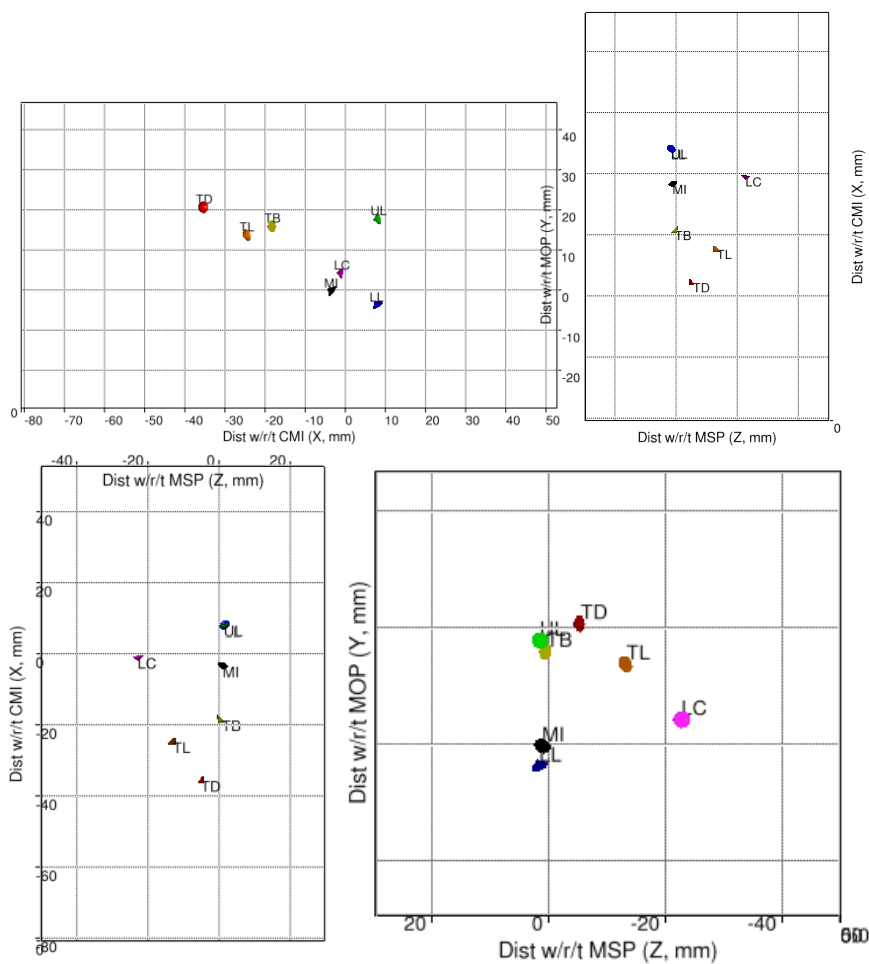 TD
TL
TB
UL
LC
MI
LL
40
30
20
10
0
-10
-20
Dist w/r/t MOP (Y, mm)
0
-80 -70 -60 -50 -40 -30 -20 -10 0 10 20 30 40 50
Dist w/r/t CMI (X, mm)
UL
MI
LC
TB
TL
TD
Dist w/r/t CMI (X, mm)
0
Dist w/r/t MSP (Z, mm)
-40 -20 0 20
Dist w/r/t MSP (Z, mm)
40
20
0
-20
-40
-60
-80
Dist w/r/t CMI (X, mm)
UL
LC
MI
TB
TL
TD
Dist w/r/t MOP (Y, mm)
TD
UL
TB
TL
LC
MI
LL
20 0 -20 -40
Dist w/r/t MSP (Z, mm)